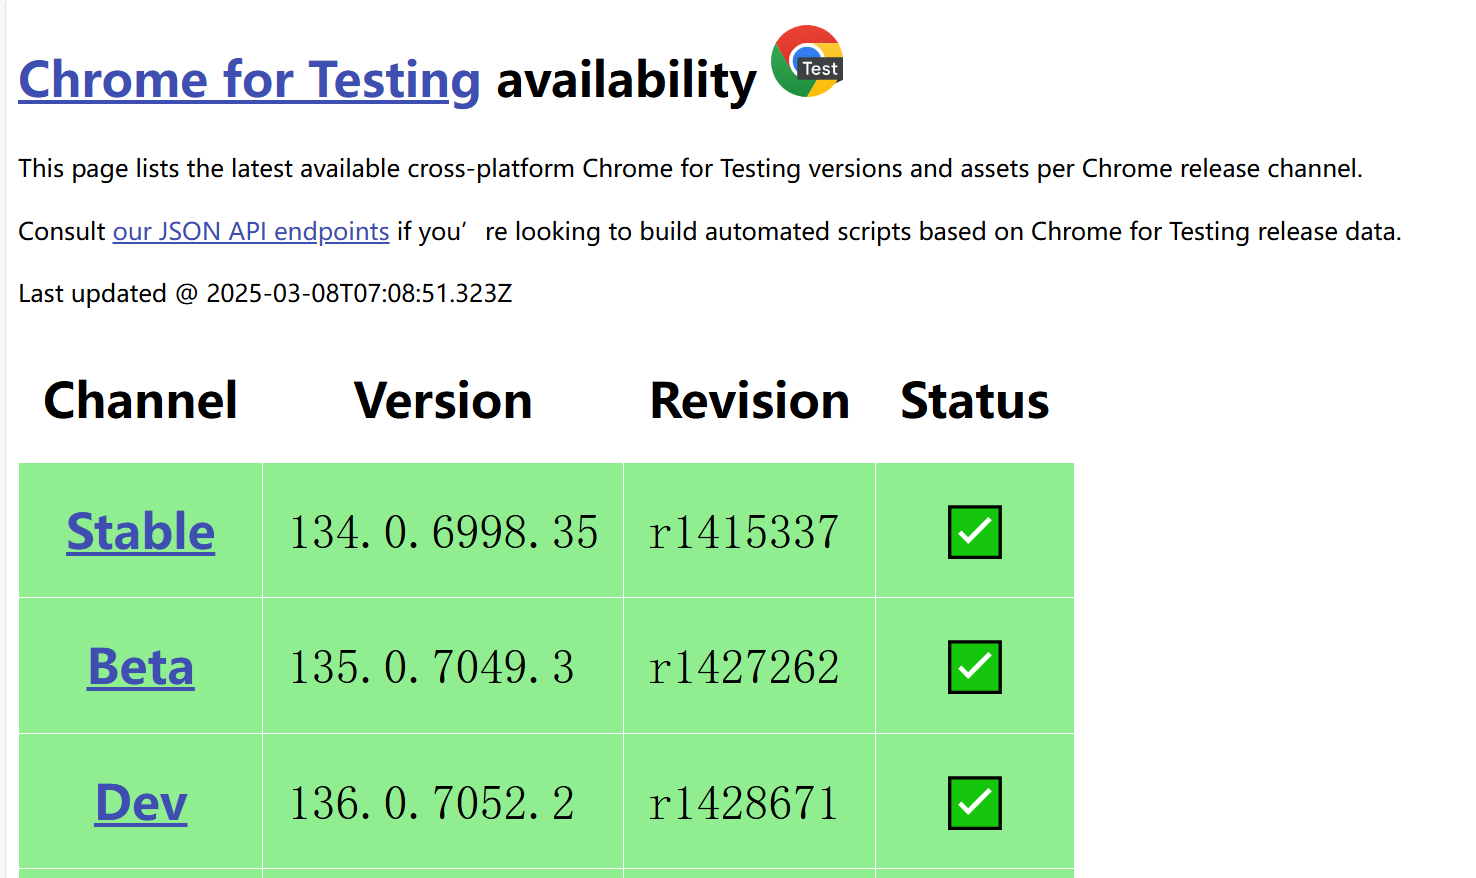 Chrome for Testing availability
Test
This page lists the latest available cross-platform Chrome for Testing versions and assets per Chrome release channel.
Consult our JSON API endpoints if you’re looking to build automated scripts based on Chrome for Testing release data.
Last updated @ 2025-03-08T07:08:51.323Z
Channel Version Revision Status
Stable 134.0.6998.35 r1415337 ✅
Beta 135.0.7049.3 r1427262 ✅
Dev 136.0.7052.2 r1428671 ✅